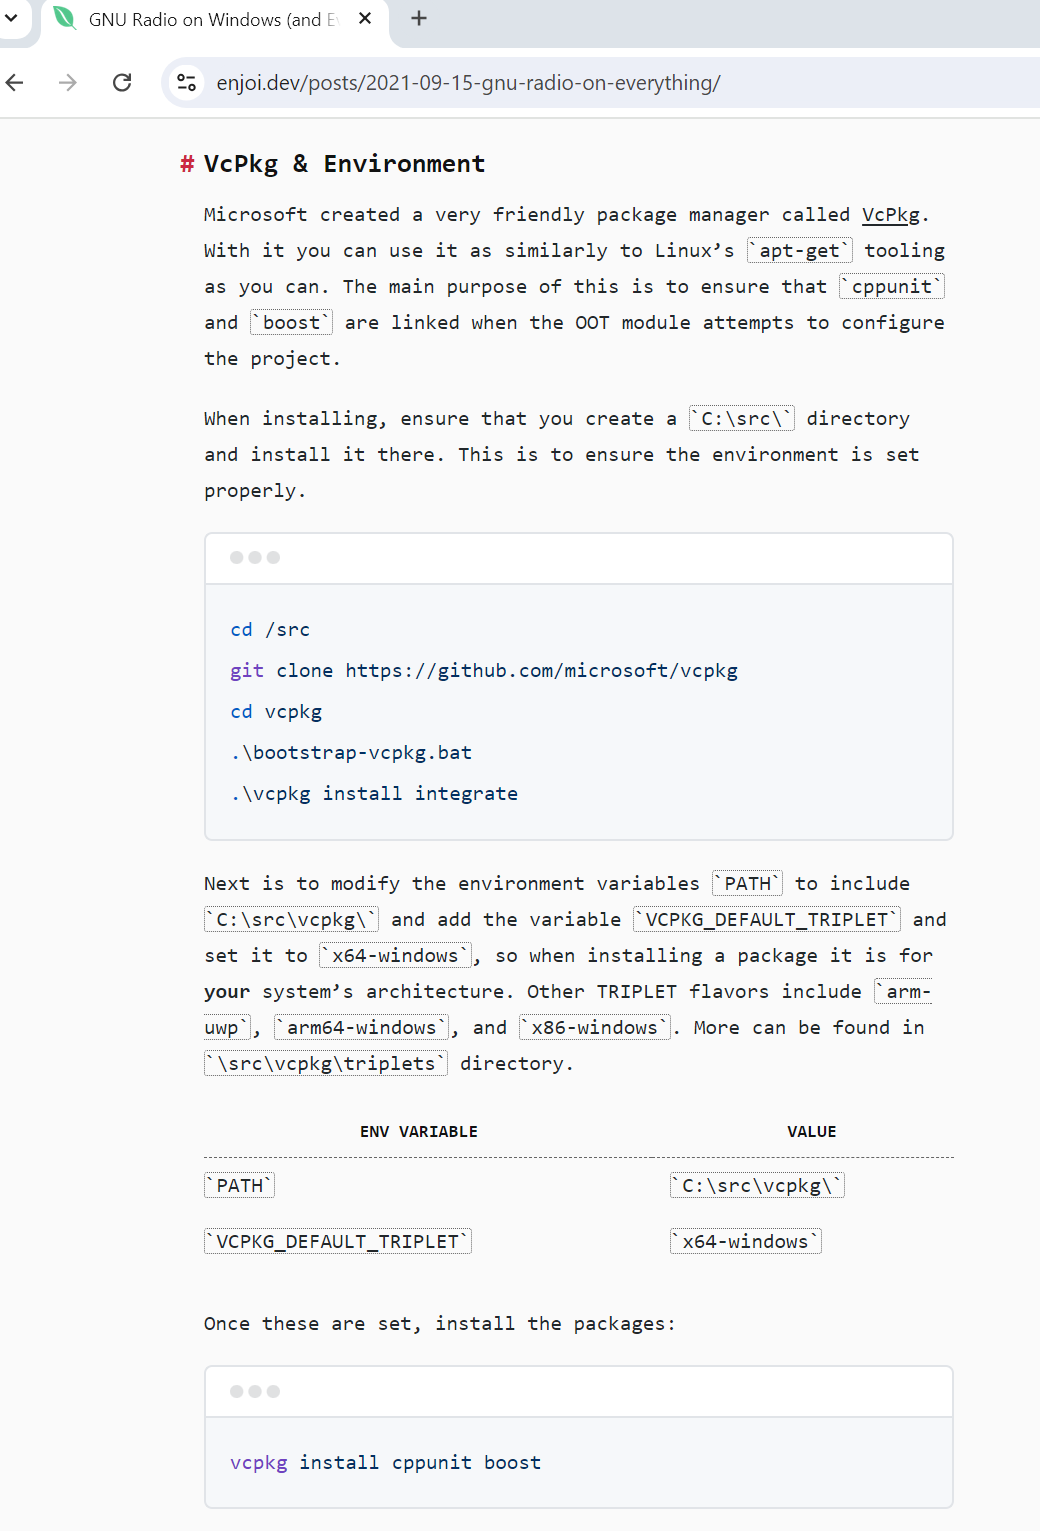 GNU Radio on Windows (and Ev
enjoi.dev/posts/2021-09-15-gnu-radio-on-everything/
# VcPkg & Environment
Microsoft created a very friendly package manager called VcPkg.
With it you can use it as similarly to Linux’s `apt-get` tooling
as you can. The main purpose of this is to ensure that `cppunit`
and `boost` are linked when the OOT module attempts to configure
the project.
When installing, ensure that you create a `C:\src\` directory
and install it there. This is to ensure the environment is set
properly.
cd /src
git clone https://github.com/microsoft/vcpkg
cd vcpkg
.\bootstrap-vcpkg.bat
.\vcpkg install integrate
Next is to modify the environment variables `PATH` to include
`C:\src\vcpkg\` and add the variable `VCPKG_DEFAULT_TRIPLET` and
set it to `x64-windows`, so when installing a package it is for
your system’s architecture. Other TRIPLET flavors include `arm-
uwp`, `arm64-windows`, and `x86-windows`. More can be found in
`\src\vcpkg\triplets` directory.
ENV VARIABLE VALUE
`PATH` `C:\src\vcpkg\`
`VCPKG_DEFAULT_TRIPLET` `x64-windows`
Once these are set, install the packages:
vcpkg install cppunit boost